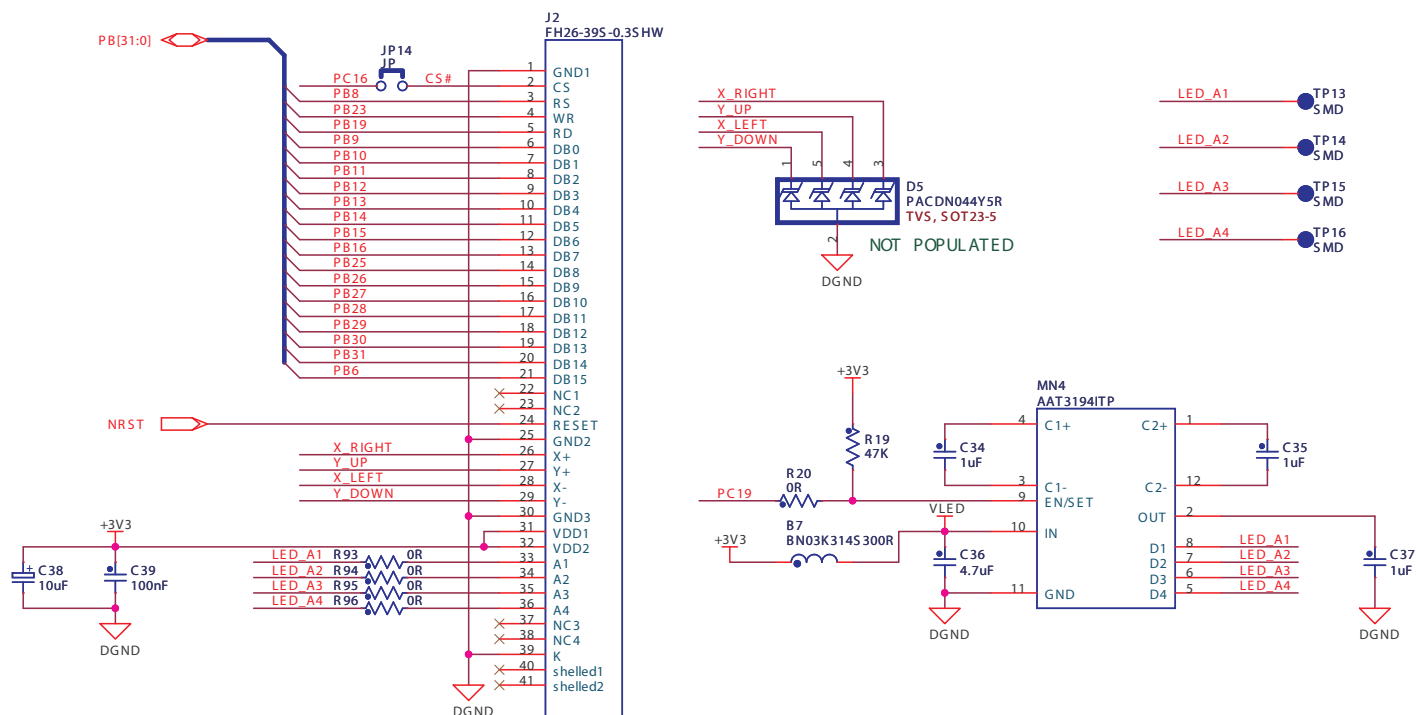 J2
FH26-39S-0.3SHW
PB[31:0]
JP14
JP
PC16 CS# 1 GND1
PB8 2 CS
PB23 3 RS
PB19 4 WR
PB9 5 RD
PB10 6 DB0
PB11 7 DB1
PB12 8 DB2
PB13 9 DB3
PB14 10 DB4
PB15 11 DB5
PB16 12 DB6
PB25 13 DB7
PB26 14 DB8
PB27 15 DB9
PB28 16 DB10
PB29 17 DB11
PB30 18 DB12
PB31 19 DB13
PB6 20 DB14
21 DB15
22 NC1
23 NC2
NRST 24 RESET
25 GND2
X_RIGHT 26 X+
Y_UP 27 Y+
X_LEFT 28 X-
Y_DOWN 29 Y-
30 GND3
31 VDD1
+3V3 32 VDD2
LED_A1 R93 0R 33 A1
LED_A2 R94 0R 34 A2
LED_A3 R95 0R 35 A3
LED_A4 R96 0R 36 A4
37 NC3
38 NC4
39 K
40 shelled1
41 shelled2
C38
10uF
C39
100nF
DGND
DGND
X_RIGHT
Y_UP
X_LEFT
Y_DOWN
1 5 4 3
D5
PACDN044Y5R
TVS, SOT23-5
2
NOT POPULATED
DGND
LED_A1 TP13
SMD
LED_A2 TP14
SMD
LED_A3 TP15
SMD
LED_A4 TP16
SMD
+3V3
R19
47K
R20
0R
PC19
VLED
B7
BN03K314S300R
+3V3
C34
1uF
C36
4.7uF
DGND
MN4
AAT3194ITP
4 C1+ C2+ 1
3 C1- C2- 12
9 EN/SET
OUT 2
10 IN
D1 8 LED_A1
D2 7 LED_A2
D3 6 LED_A3
11 GND D4 5 LED_A4
C35
1uF
C37
1uF
DGND